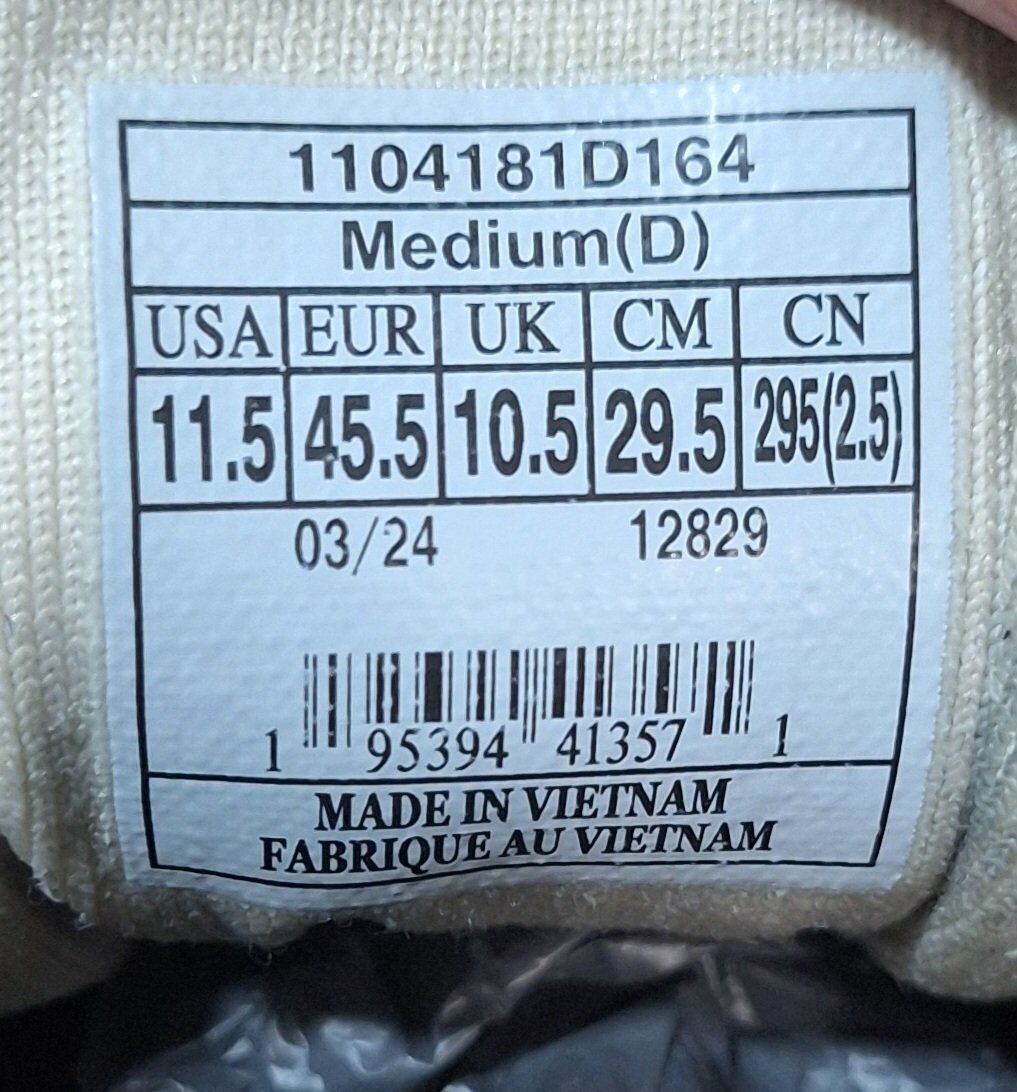 1104181D164
Medium(D)
USA EUR UK CM CN
11.5 45.5 10.5 29.5 295(2.5)
03/24 12829
1 95394 41357 1
MADE IN VIETNAM
FABRIQUE AU VIETNAM